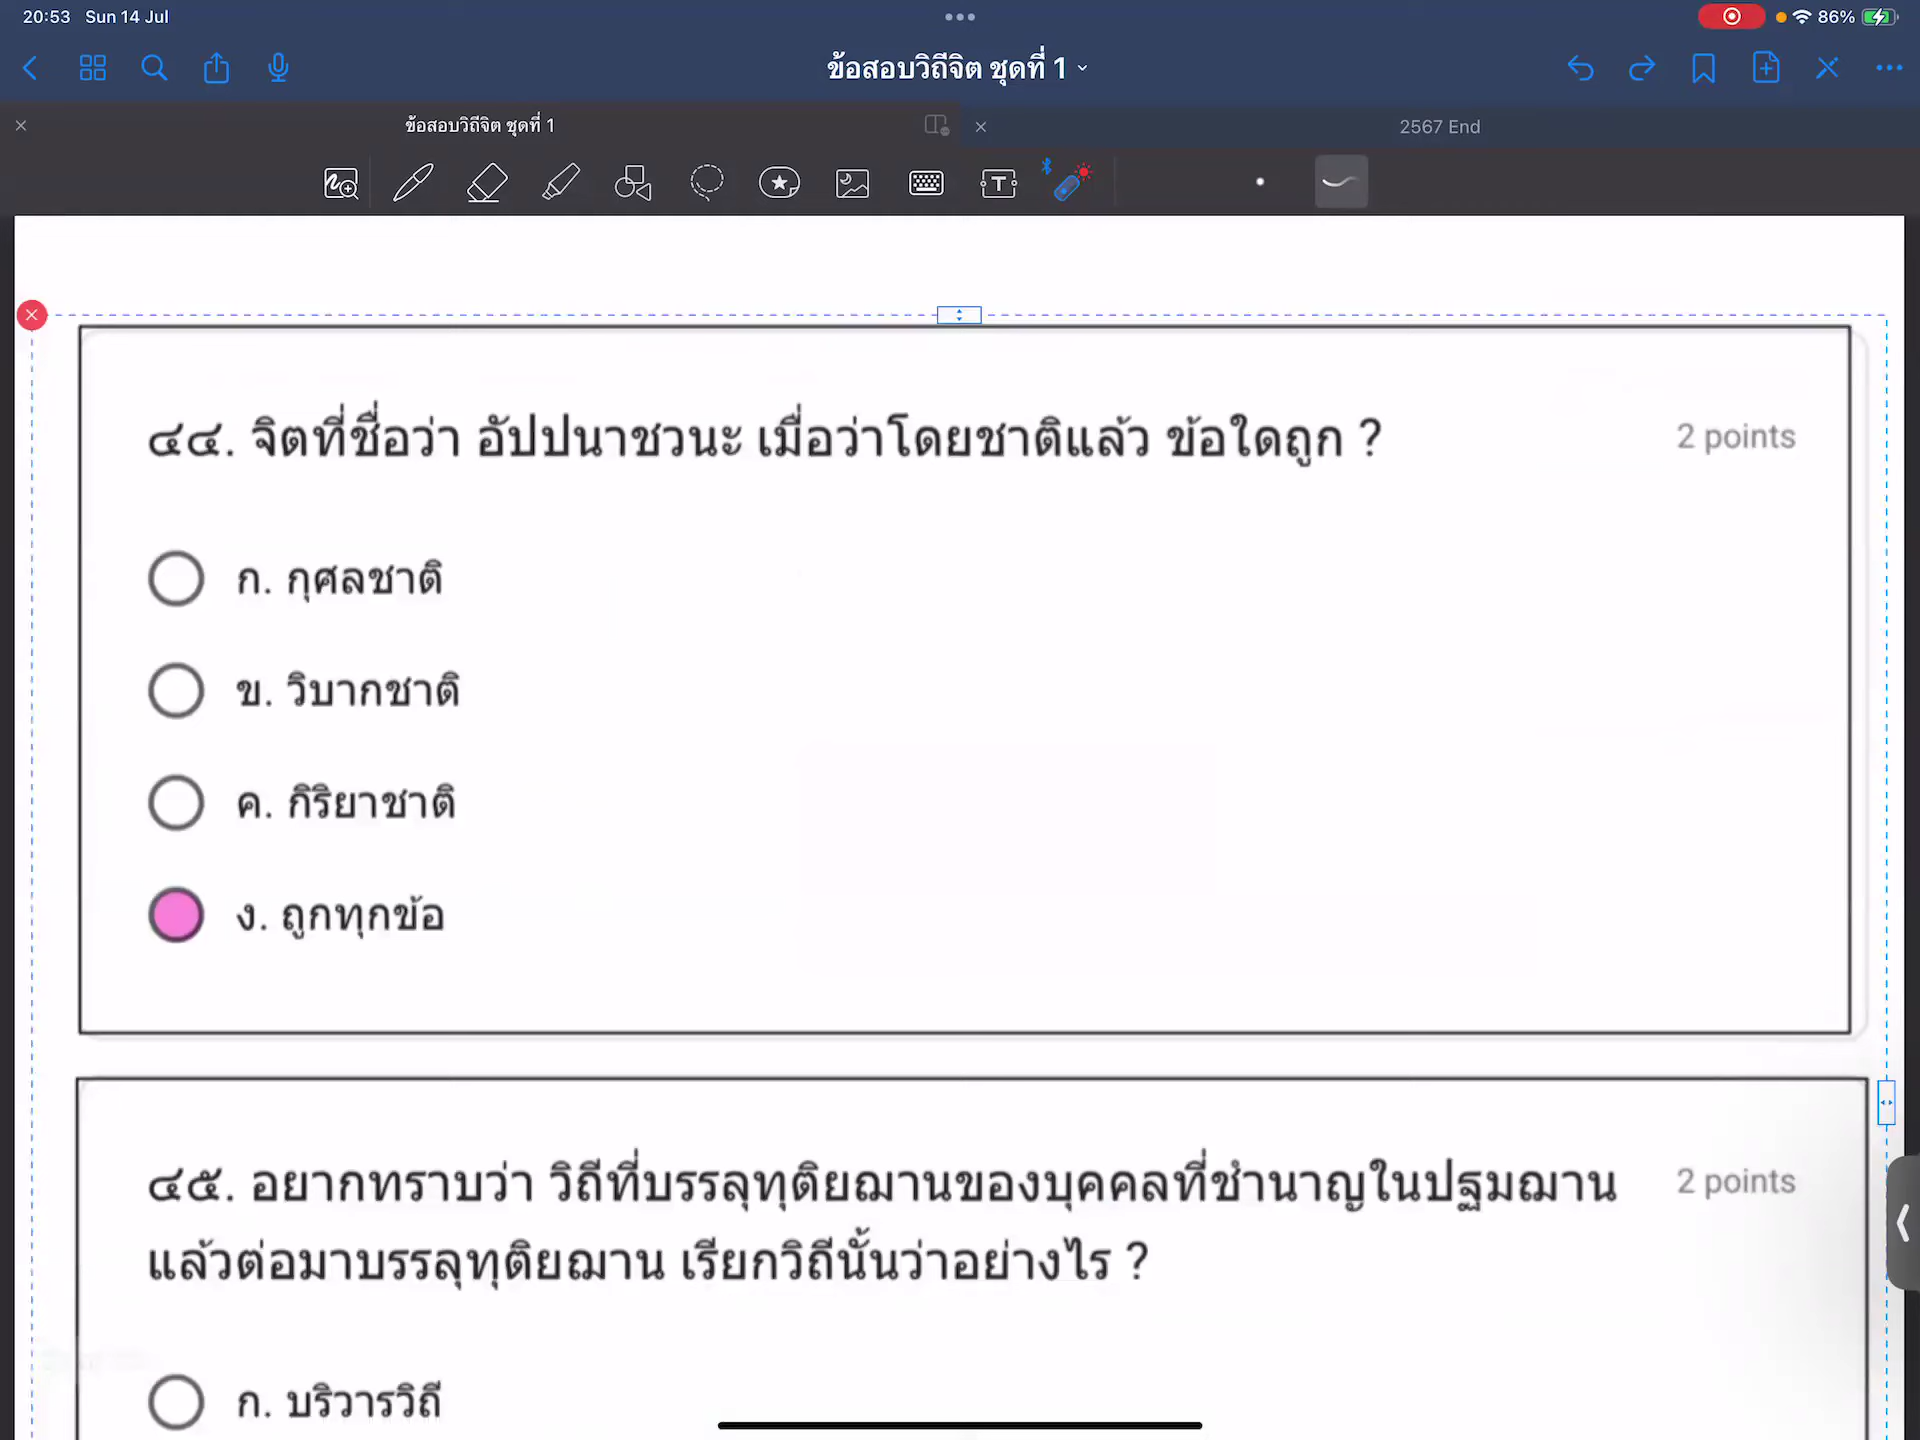 20:53 Sun 14 Jul
86%
ข้อสอบวิถีจิต ชุดที่ 1
ข้อสอบวิถีจิต ชุดที่ 1
2567 End
๔๔. จิตที่ชื่อว่า อัปปนาชวนะ เมื่อว่าโดยชาติแล้ว ข้อใดถูก ?
2 points
ก. กุศลชาติ
ข. วิบากชาติ
ค. กิริยาชาติ
ง. ถูกทุกข้อ
๔๕. อยากทราบว่า วิถีที่บรรลุทุติยฌานของบุคคลที่ชำนาญในปฐมฌาน
2 points
แล้วต่อมาบรรลุทุติยฌาน เรียกวิถีนั้นว่าอย่างไร ?
ก. บริวารวิถี